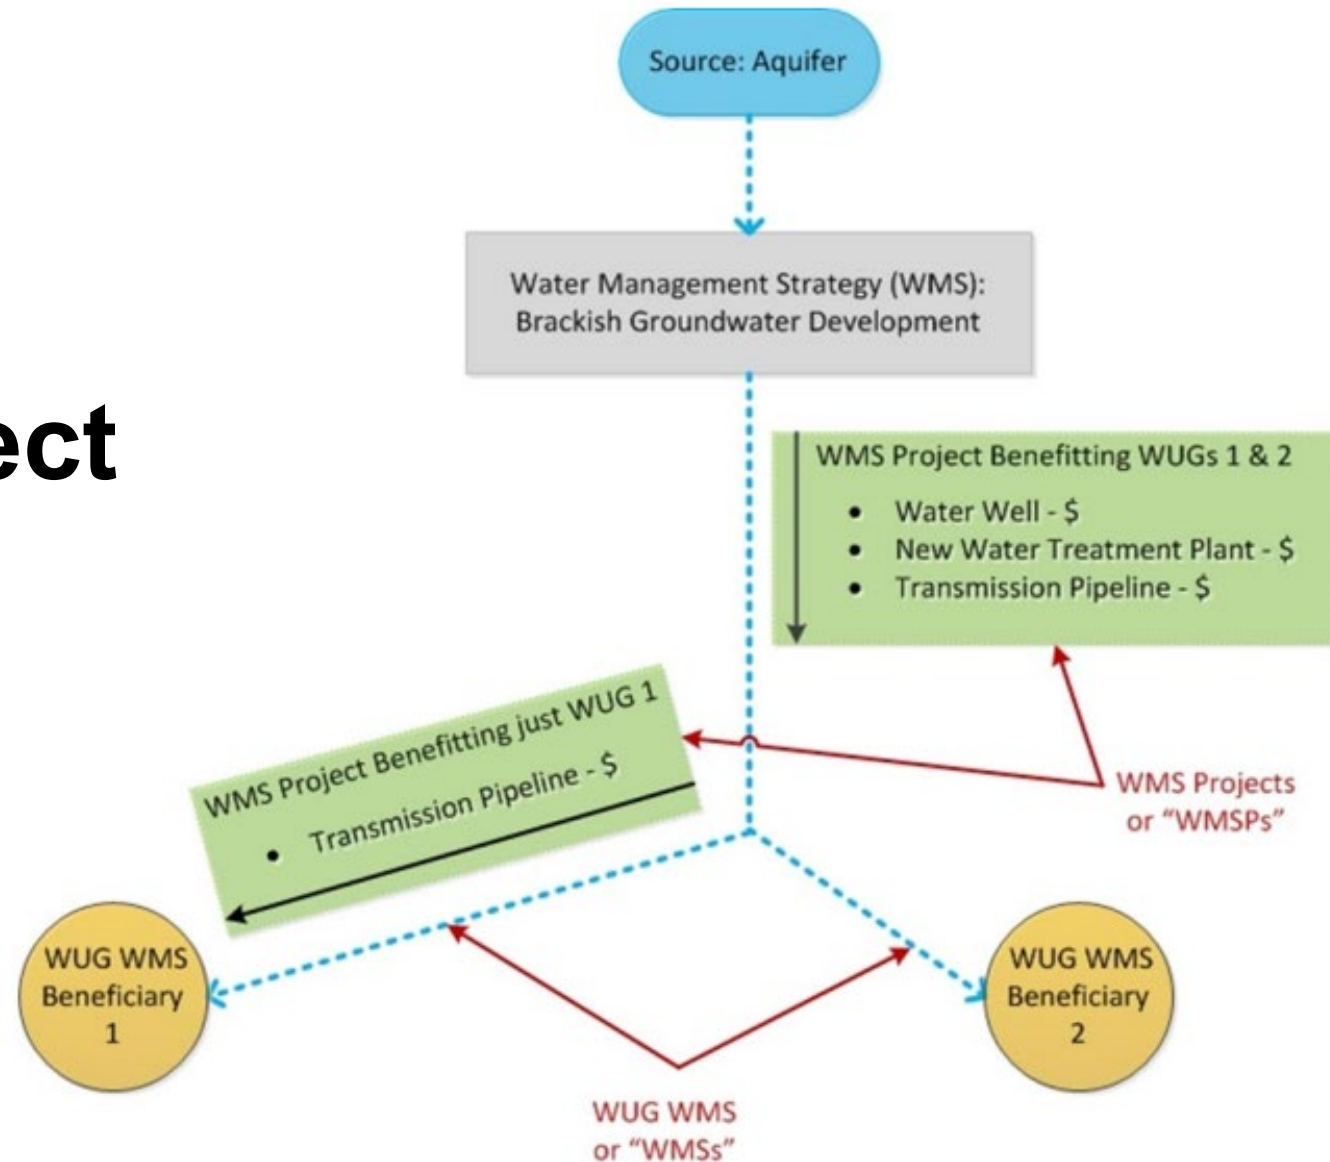 Source: Aquifer
Water Management Strategy (WMS):
Brackish Groundwater Development
ect
WMS Project Benefitting WUGs 1 & 2
• Water Well - $
• New Water Treatment Plant - $
• Transmission Pipeline - $
WMS Project Benefitting just WUG 1
• Transmission Pipeline - $
WMS Projects
or “WMSPs”
WUG WMS
Beneficiary
1
WUG WMS
Beneficiary
2
WUG WMS
or “WMSs”